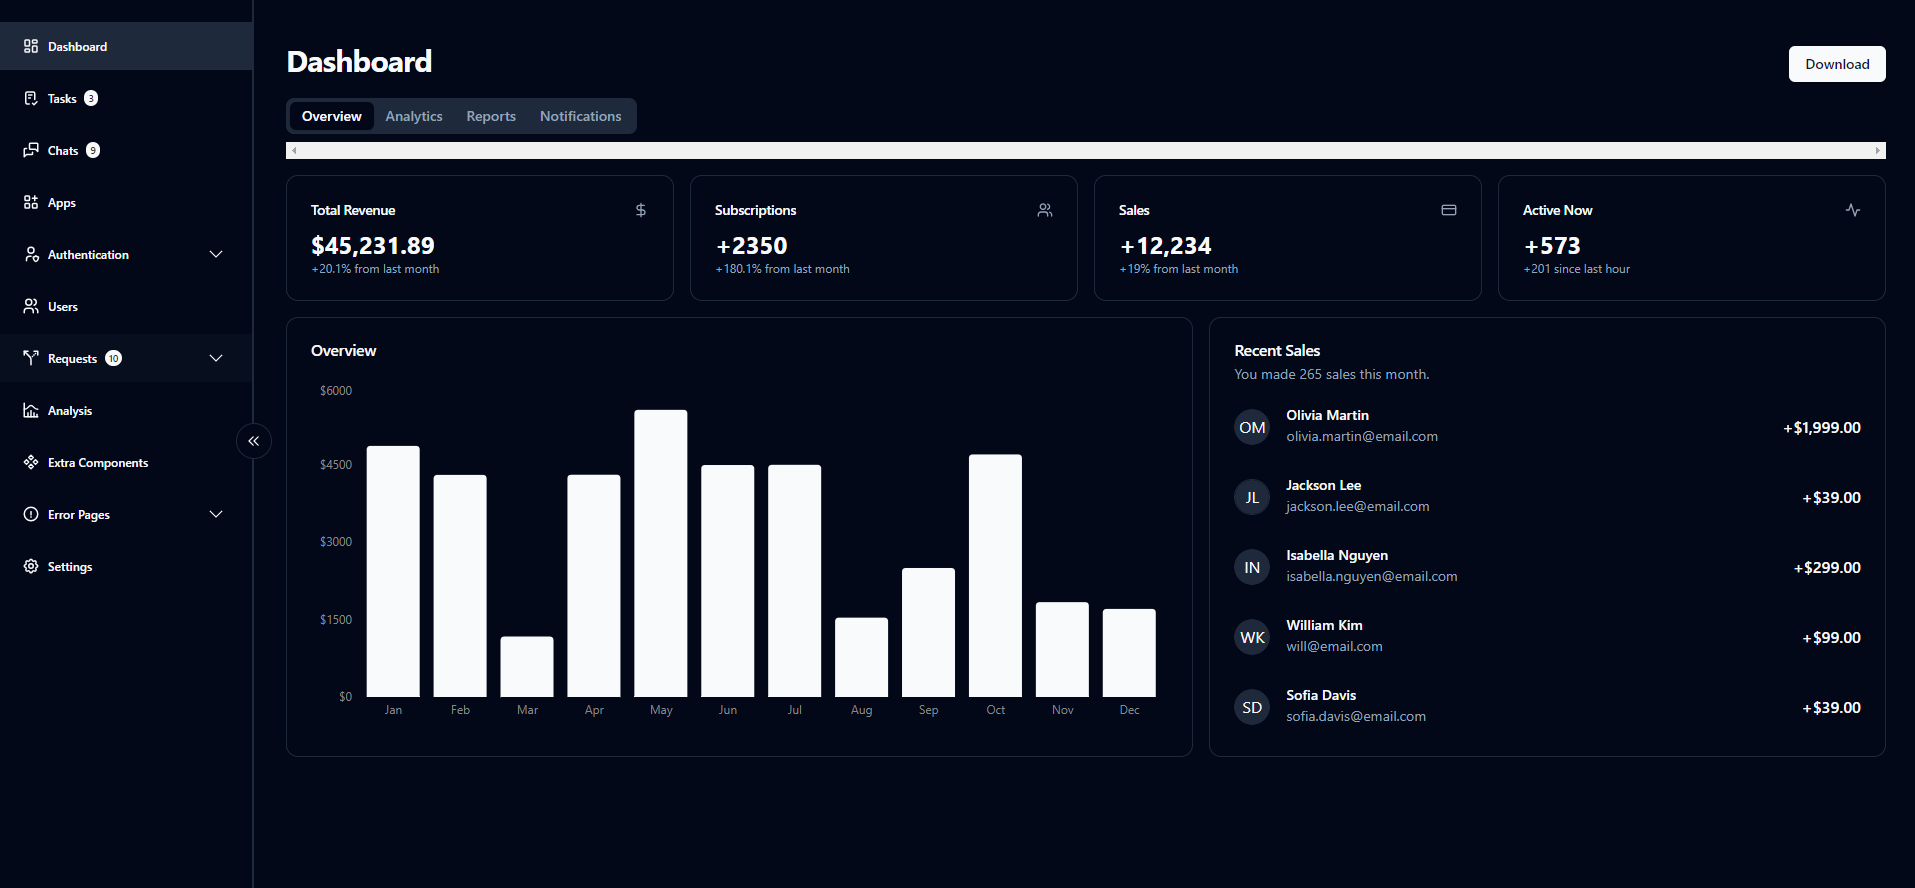 Dashboard
Tasks 3
Chats 9
Apps
Authentication
Users
Requests 10
Analysis
Extra Components
Error Pages
Settings
Dashboard
Download
Overview Analytics Reports Notifications
Total Revenue
$45,231.89
+20.1% from last month
Subscriptions
+2350
+180.1% from last month
Sales
+12,234
+19% from last month
Active Now
+573
+201 since last hour
Overview
$6000
$4500
$3000
$1500
$0
Jan Feb Mar Apr May Jun Jul Aug Sep Oct Nov Dec
Recent Sales
You made 265 sales this month.
OM Olivia Martin
olivia.martin@email.com
+$1,999.00
JL Jackson Lee
jackson.lee@email.com
+$39.00
IN Isabella Nguyen
isabella.nguyen@email.com
+$299.00
WK William Kim
will@email.com
+$99.00
SD Sofia Davis
sofia.davis@email.com
+$39.00